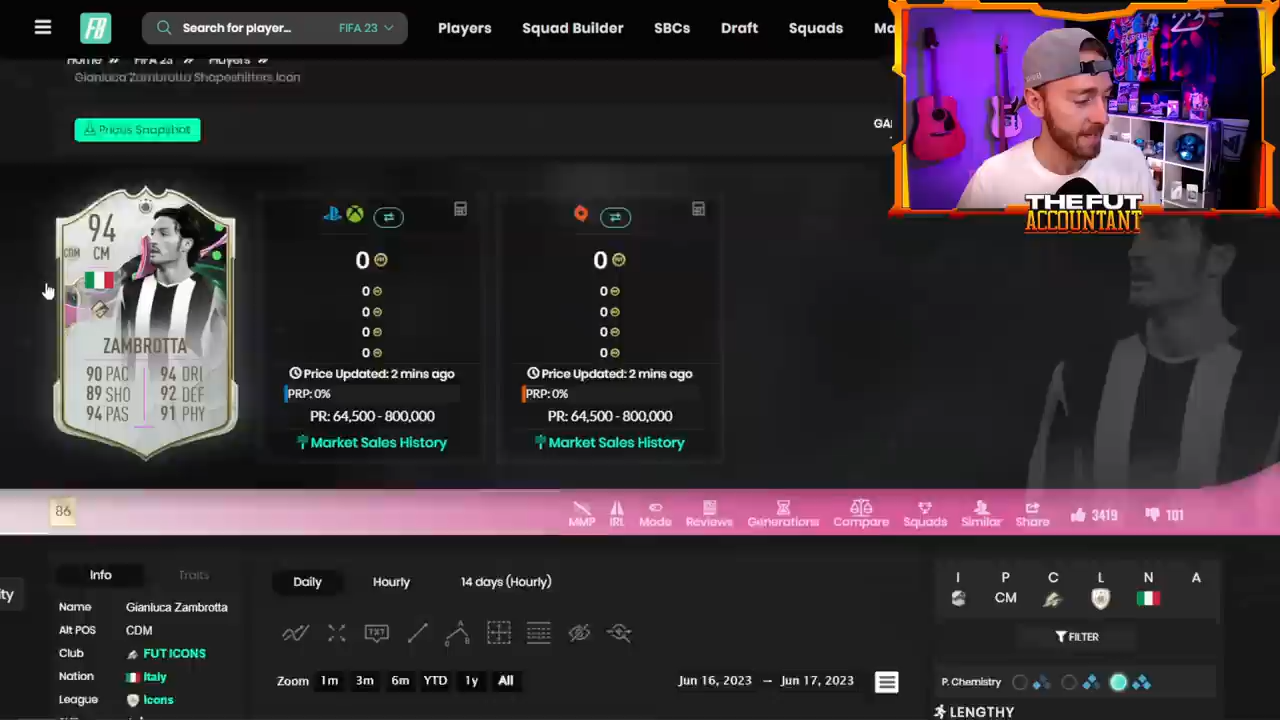 FB
Search for player...
FIFA 23
Players
Squad Builder
SBCs
Draft
Squads
Home » FIFA 23 » Players »
Gianluca Zambrotta Shapeshifters Icon
Prices Snapshot
THE FUT
ACCOUNTANT
94
CM
CDM
ZAMBROTTA
90 PAC
94 DRI
89 SHO
92 DEF
94 PAS
91 PHY
0
0
0
0
0
Price Updated: 2 mins ago
PRP: 0%
PR: 64,500 - 800,000
Market Sales History
0
0
0
0
0
Price Updated: 2 mins ago
PRP: 0%
PR: 64,500 - 800,000
Market Sales History
86
MMP
IRL
Mode
Reviews
Generations
Compare
Squads
Similar
Share
3419
101
Info
Traits
Name
Gianluca Zambrotta
Alt POS
CDM
Club
FUT ICONS
Nation
Italy
League
Icons
Daily
Hourly
14 days (Hourly)
TXT
Zoom
1m
3m
6m
YTD
1y
All
Jun 16, 2023
→
Jun 17, 2023
I
P
C
L
N
A
CM
FILTER
P. Chemistry
LENGTHY